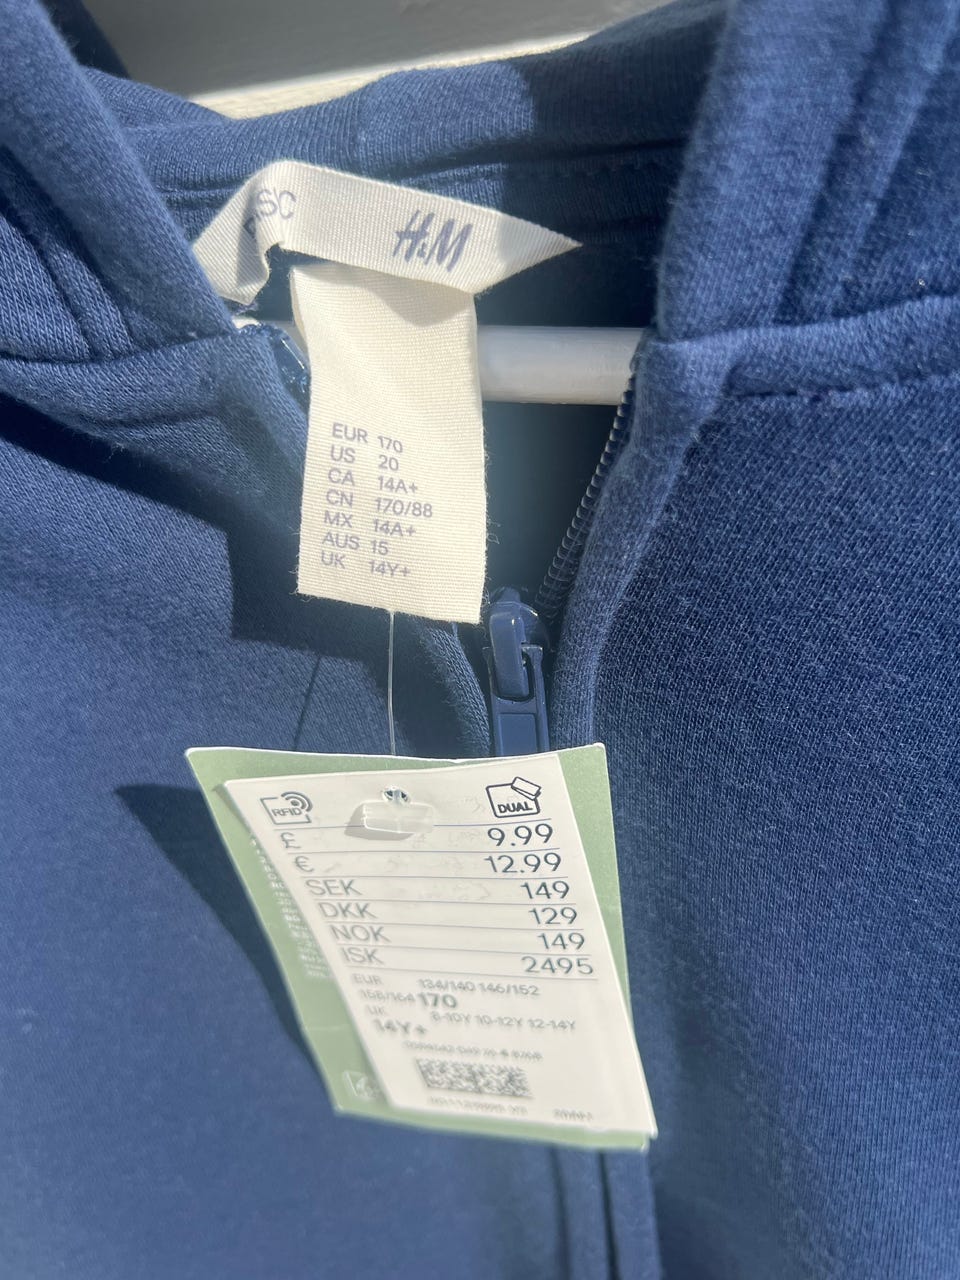 H&M
EUR 170
US 20
CA 14A+
CN 170/88
MX 14A+
AUS 15
UK 14Y+
RFID
DUAL
£ 9.99
€ 12.99
SEK 149
DKK 129
NOK 149
ISK 2495
EUR 134/140 146/152
158/164 170
UK 8-10Y 10-12Y 12-14Y
14Y+